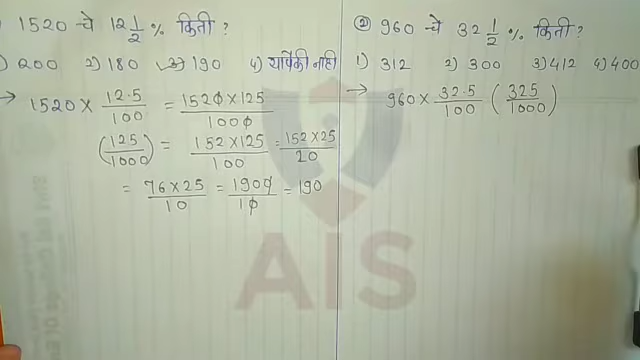 1520 चे 12 1/2 % किती ?
) 200 2) 180 3) 190 4) यापैकी नाही
→ 1520 × 12.5/100 = 1520 × 125/1000
(125/1000) = 152 × 125/100 = 152 × 25/20
= 76 × 25/10 = 1900/10 = 190
② 960 चे 32 1/2 % किती ?
1) 312 2) 300 3) 412 4) 400
→ 960 × 32.5/100 (325/1000)
AIS